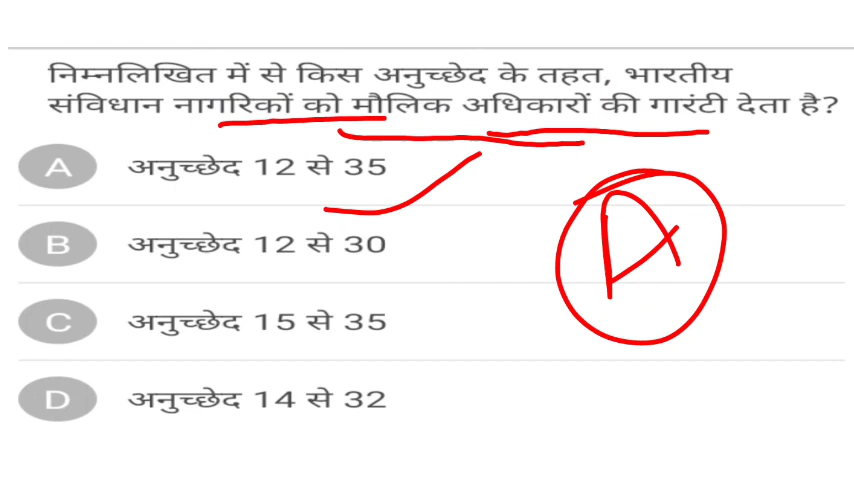 निम्नलिखित में से किस अनुच्छेद के तहत, भारतीय
संविधान नागरिकों को मौलिक अधिकारों की गारंटी देता है?
A अनुच्छेद 12 से 35
B अनुच्छेद 12 से 30
C अनुच्छेद 15 से 35
D अनुच्छेद 14 से 32
A